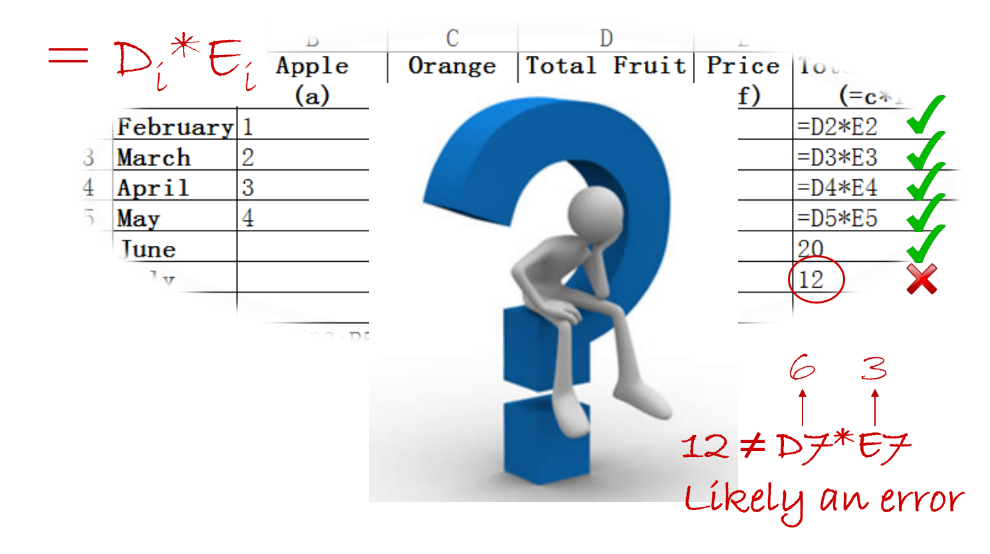 = Di*Ei
C D
Apple Orange Total Fruit Price
(a) f) (=c*
February 1 =D2*E2
3 March 2 =D3*E3
4 April 3 =D4*E4
5 May 4 =D5*E5
June 20
12
6 3
12 ≠ D7*E7
Likely an error